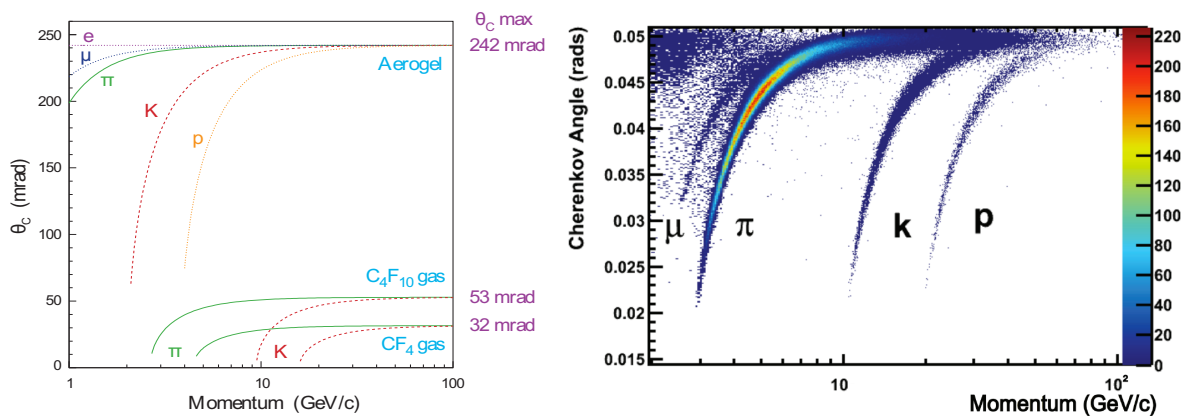 θC max
242 mrad
e
μ
π
K
p
Aerogel
C4F10 gas
53 mrad
32 mrad
π
K
CF4 gas
θC (mrad)
250
200
150
100
50
0
1
10
100
Momentum (GeV/c)
Cherenkov Angle (rads)
0.05
0.045
0.04
0.035
0.03
0.025
0.02
0.015
μ
π
k
p
10
10²
Momentum (GeV/c)
220
200
180
160
140
120
100
80
60
40
20
0